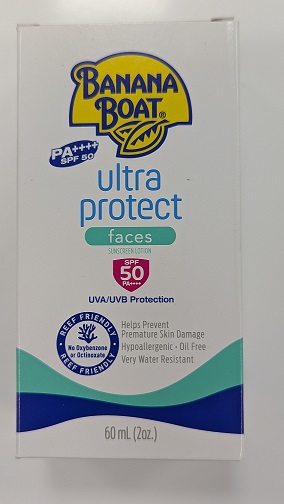 BANANA
BOAT®
PA++++
SPF 50
ultra
protect
faces
SUNSCREEN LOTION
SPF
50
PA++++
UVA/UVB Protection
REEF FRIENDLY
No Oxybenzone
or Octinoxate
REEF FRIENDLY
Helps Prevent
Premature Skin Damage
Hypoallergenic • Oil Free
Very Water Resistant
60 mL (2oz.)